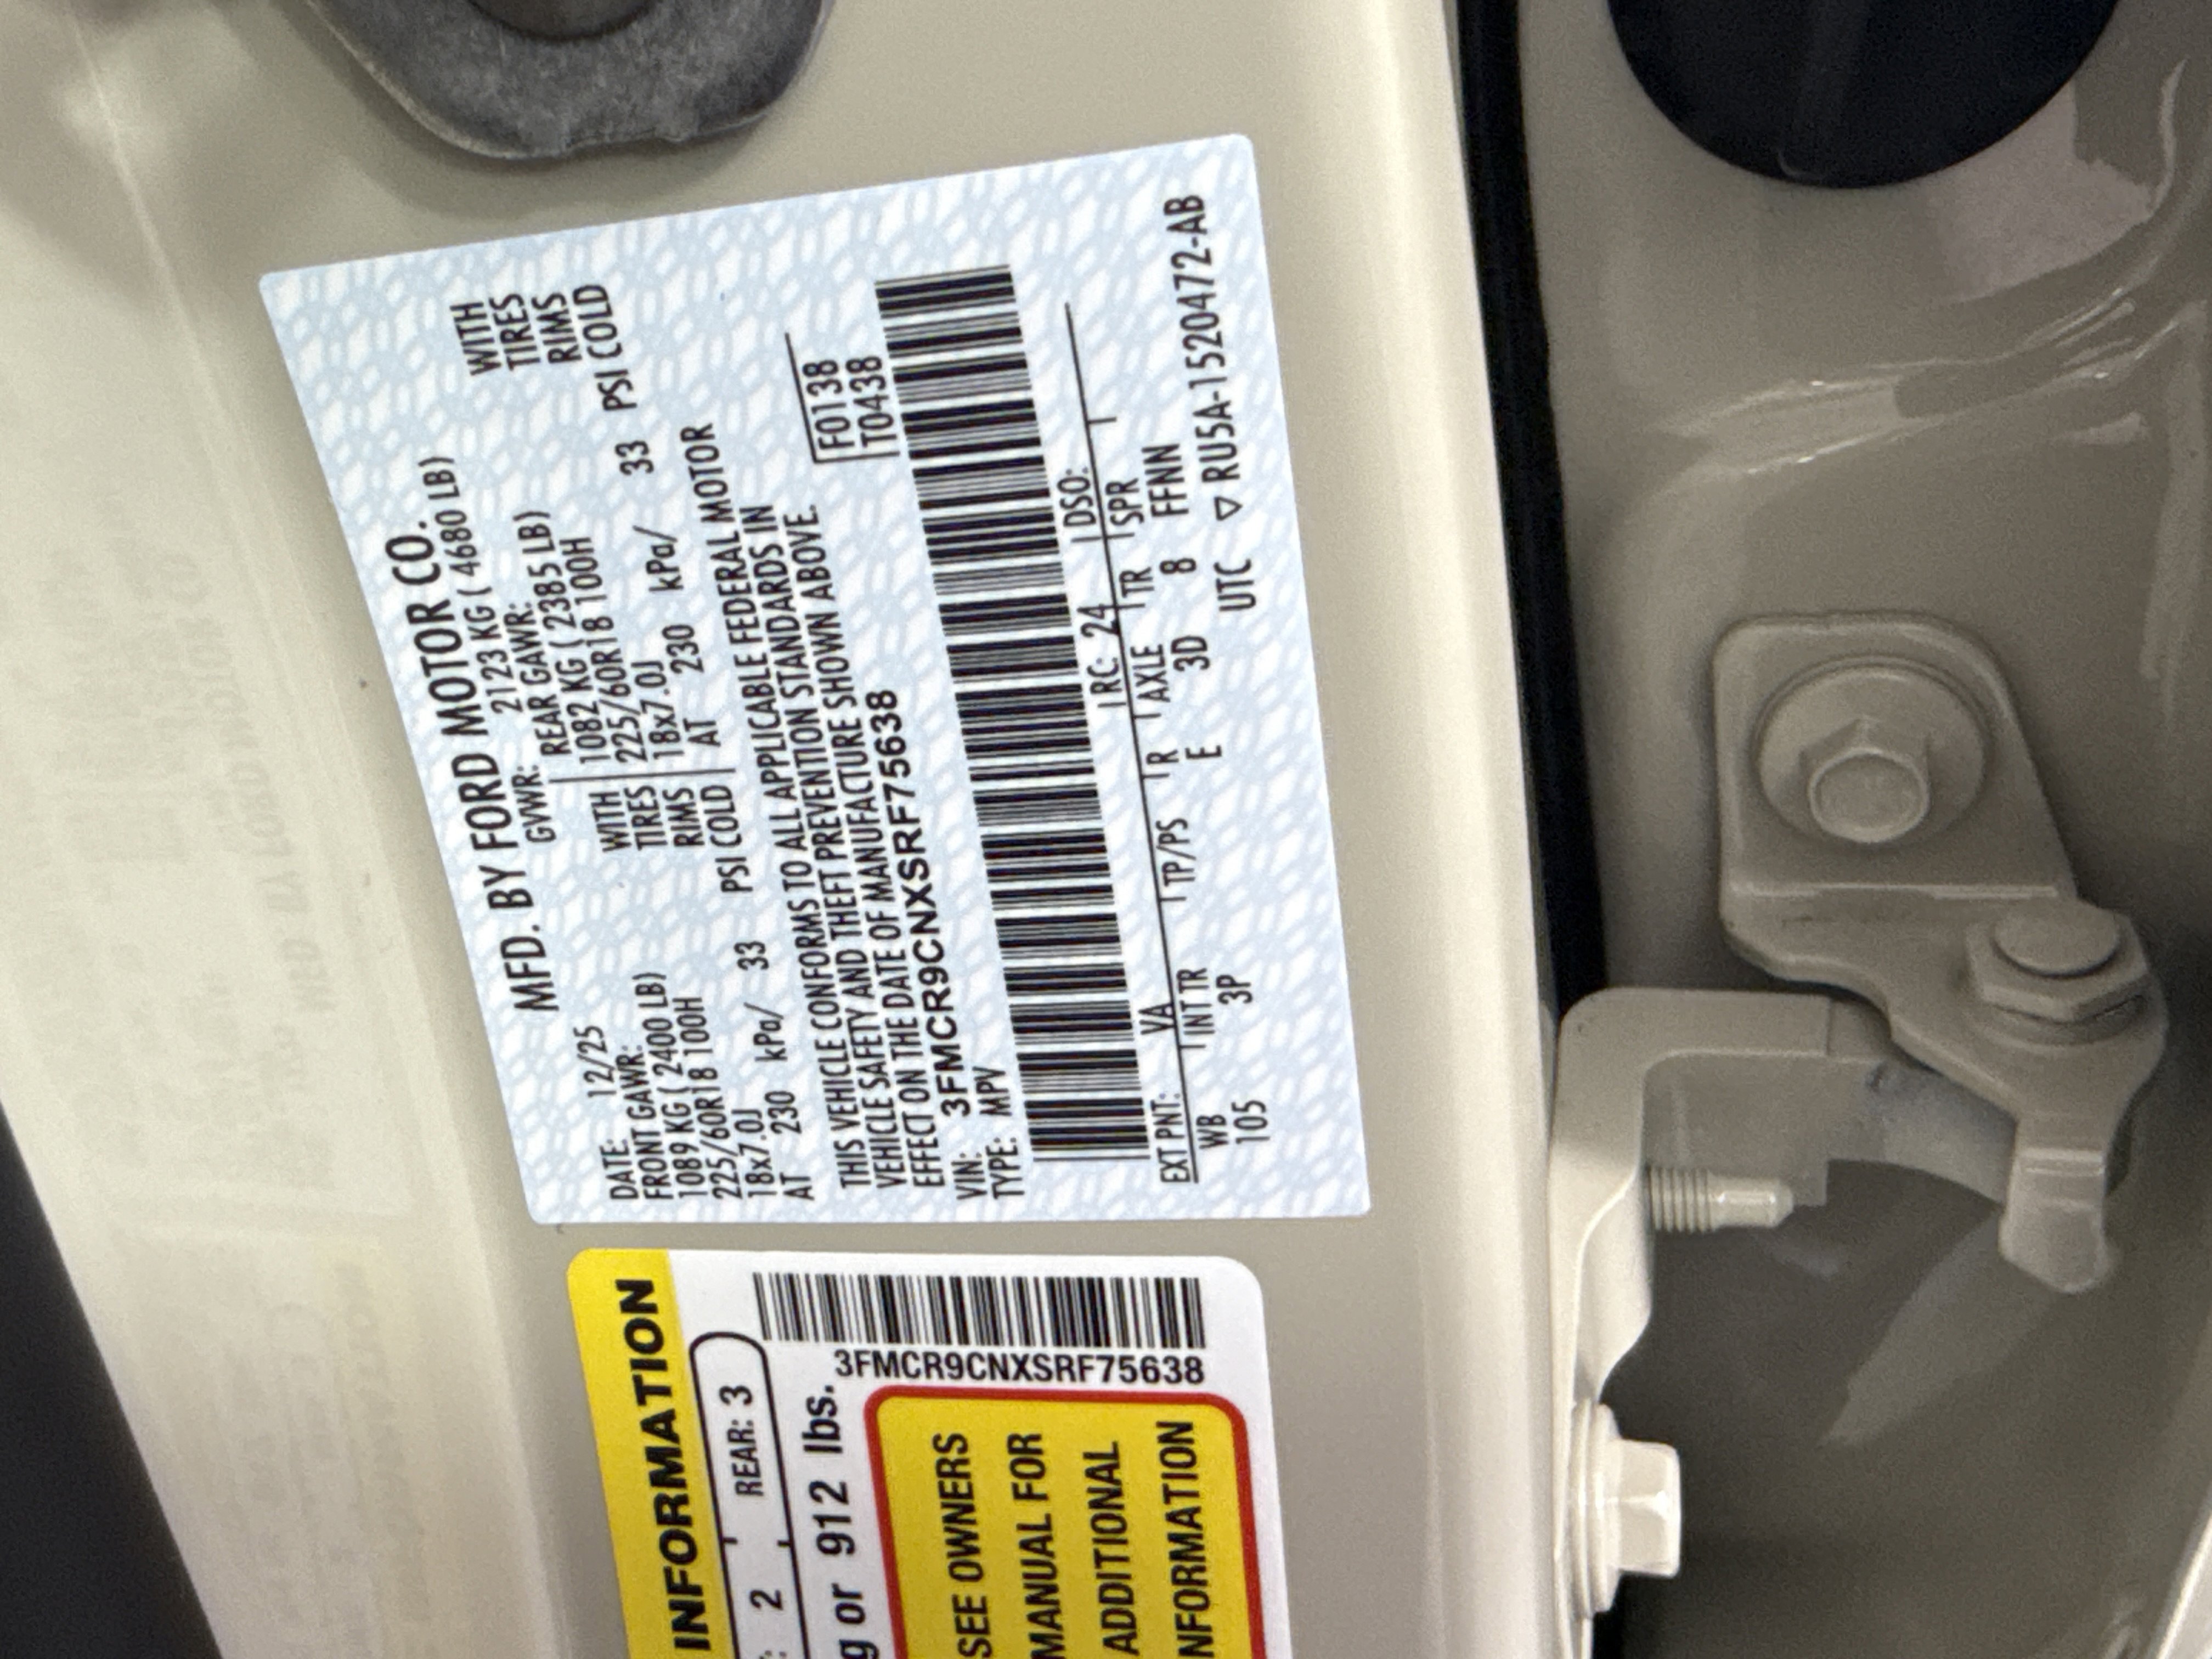 MFD. BY FORD MOTOR CO.
DATE: 12/25 GVWR: 2123 KG ( 4680 LB)
FRONT GAWR: REAR GAWR:
1089 KG ( 2400 LB) WITH 1082 KG ( 2385 LB) WITH
225/60R18 100H TIRES 225/60R18 100H TIRES
18x7.0J RIMS 18x7.0J RIMS
AT 230 kPa/ 33 PSI COLD AT 230 kPa/ 33 PSI COLD
THIS VEHICLE CONFORMS TO ALL APPLICABLE FEDERAL MOTOR
VEHICLE SAFETY AND THEFT PREVENTION STANDARDS IN
EFFECT ON THE DATE OF MANUFACTURE SHOWN ABOVE.
VIN: 3FMCR9CNXSRF75638 F0138
TYPE: MPV T0438
EXT PNT: VA RC: 24 DSO:
WB INT TR TP/PS R AXLE TR SPR
105 3P E 3D 8 FFNN
UTC ▽ RU5A-1520472-AB
INFORMATION
2 REAR: 3
g or 912 lbs.
3FMCR9CNXSRF75638
SEE OWNERS
MANUAL FOR
ADDITIONAL
INFORMATION